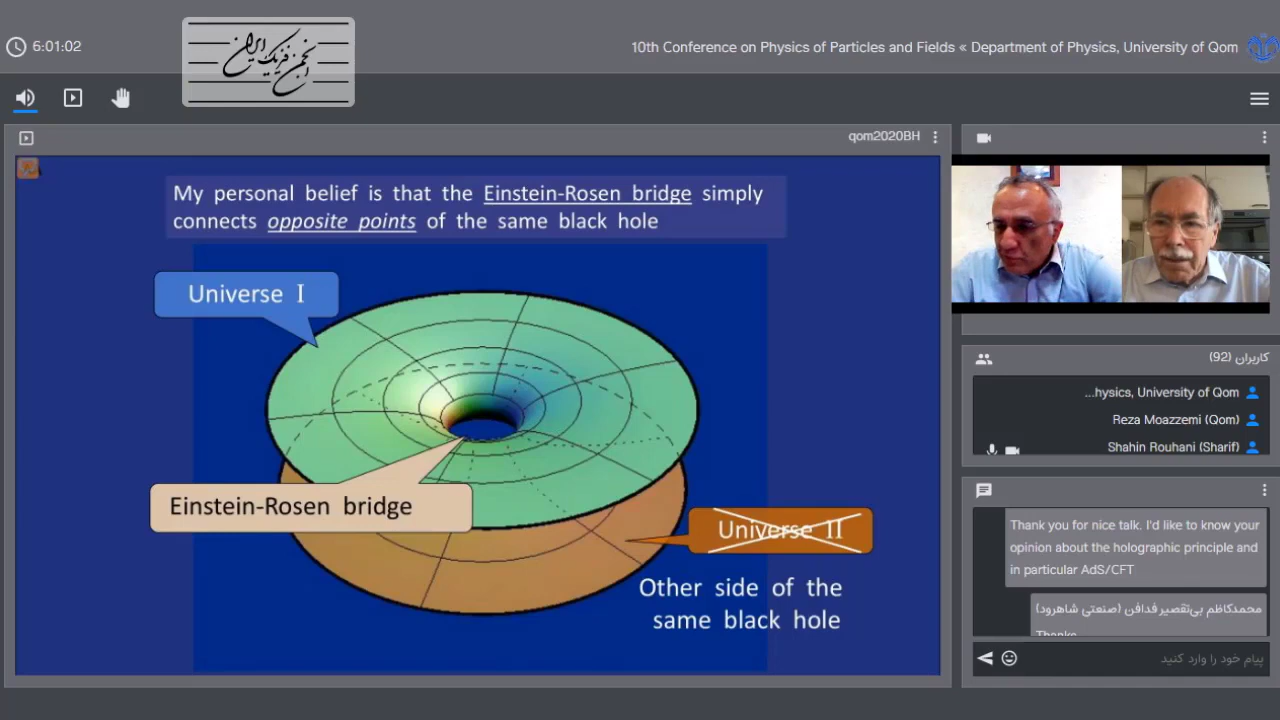 6:01:02
انجمن فیزیک ایران
10th Conference on Physics of Particles and Fields « Department of Physics, University of Qom
qom2020BH
My personal belief is that the Einstein-Rosen bridge simply
connects opposite points of the same black hole
Universe I
Einstein-Rosen bridge
Universe II
Other side of the
same black hole
کاربران (92)
...hysics, University of Qom
Reza Moazzemi (Qom)
Shahin Rouhani (Sharif)
Thank you for nice talk. I'd like to know your
opinion about the holographic principle and
in particular AdS/CFT
محمدکاظم بی‌تقصیر فدافن (صنعتی شاهرود)
Thanks
پیام خود را وارد کنید